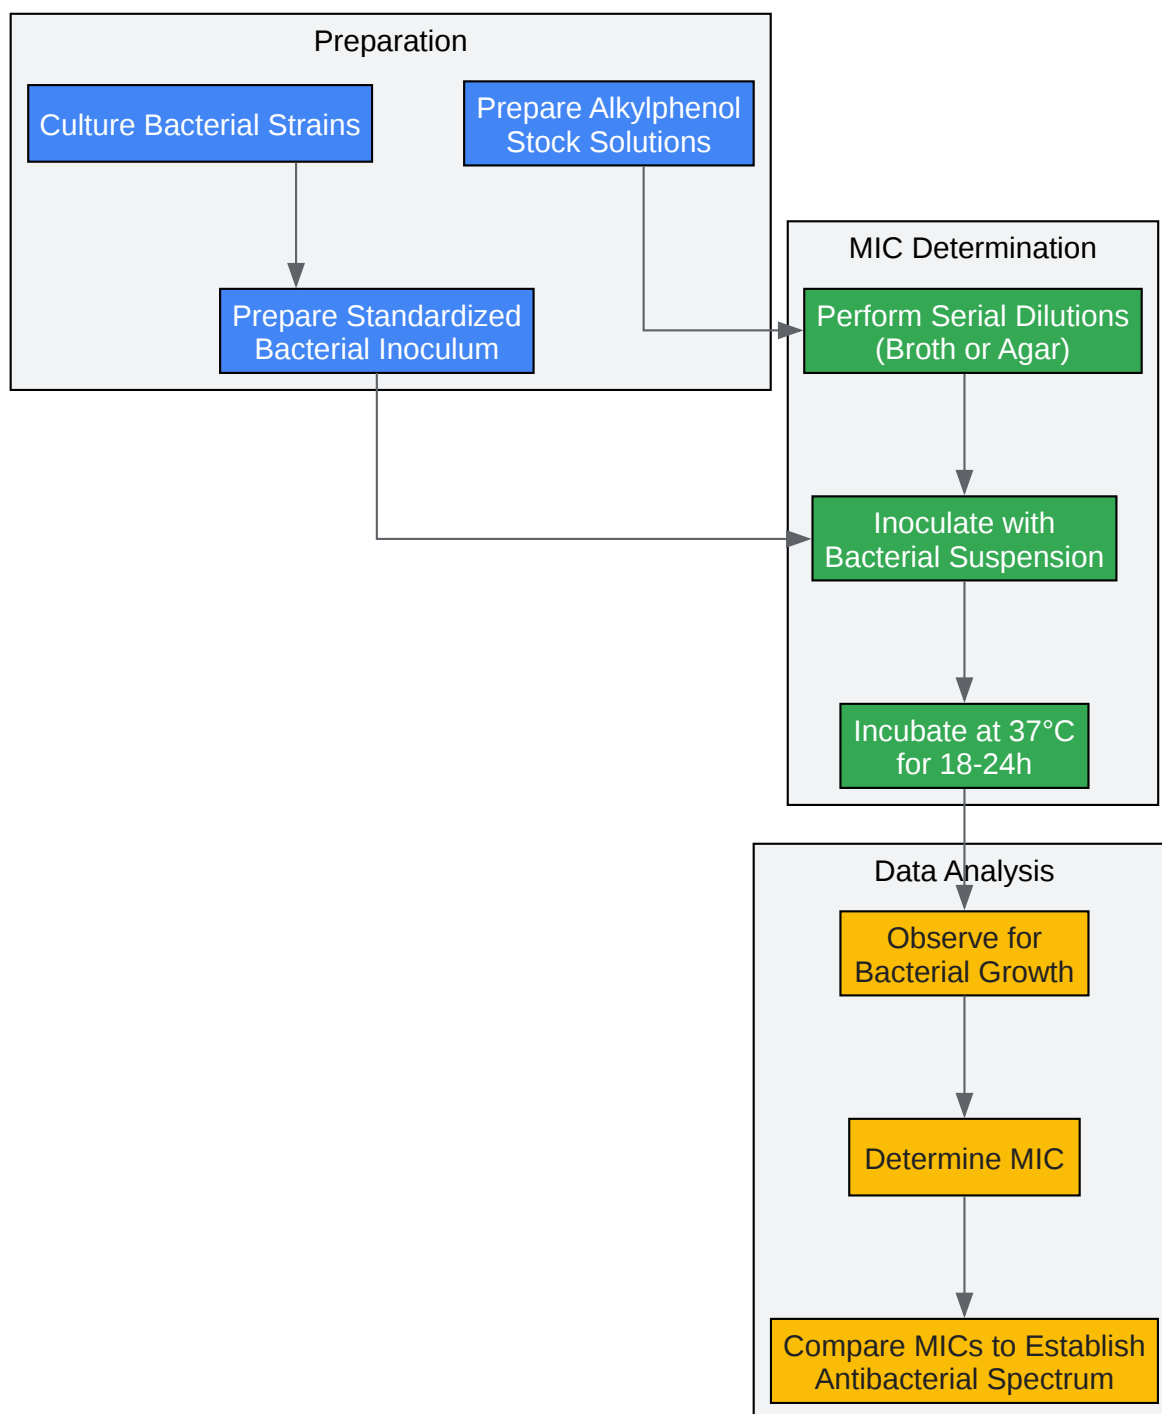 Preparation
Culture Bacterial Strains
Prepare Alkylphenol
Stock Solutions
Prepare Standardized
Bacterial Inoculum
MIC Determination
Perform Serial Dilutions
(Broth or Agar)
Inoculate with
Bacterial Suspension
Incubate at 37°C
for 18-24h
Data Analysis
Observe for
Bacterial Growth
Determine MIC
Compare MICs to Establish
Antibacterial Spectrum